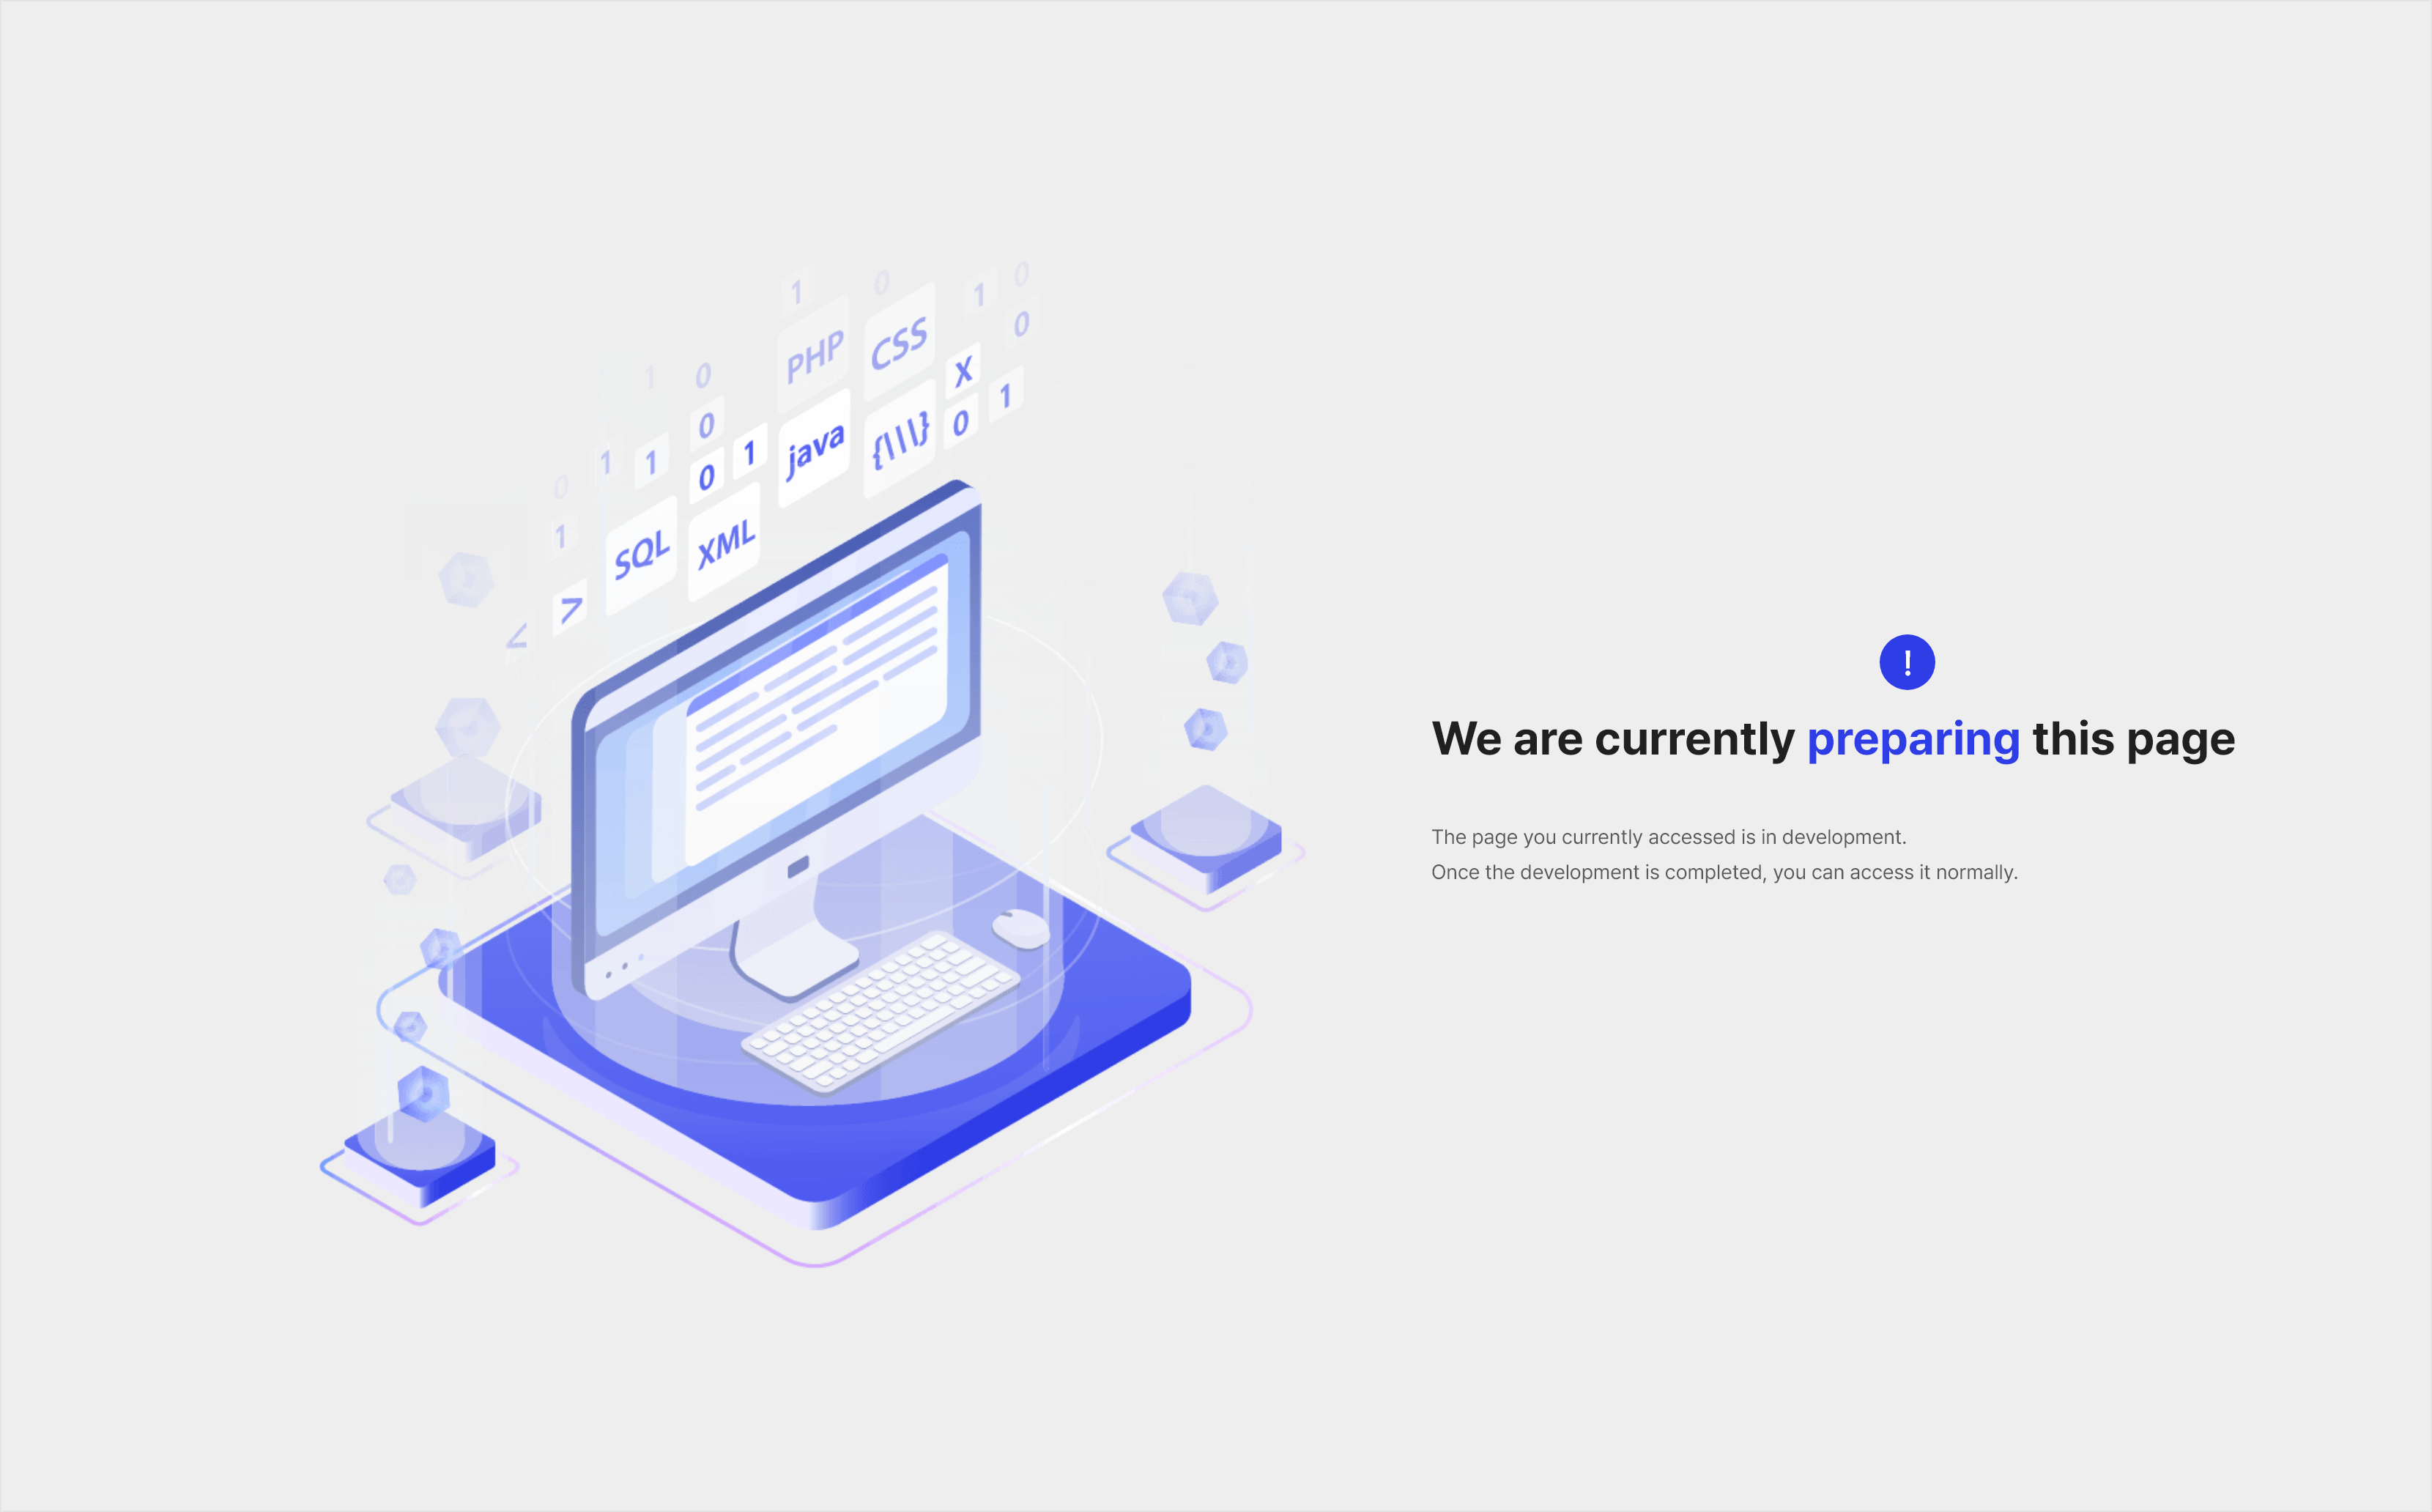 1 0 1 0
PHP CSS 0
1 0 X
0 java {\\\} 0 1
1 1 0 1
0
1 SQL XML
<
>
!
We are currently preparing this page
The page you currently accessed is in development.
Once the development is completed, you can access it normally.